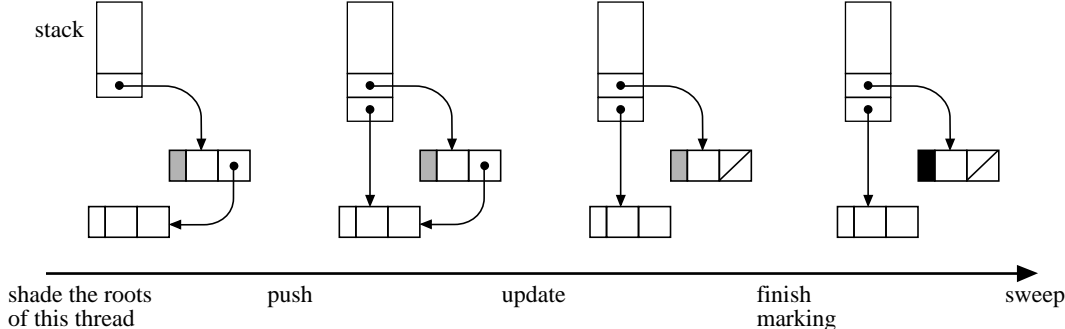 stack
shade the roots
of this thread
push
update
finish
marking
sweep